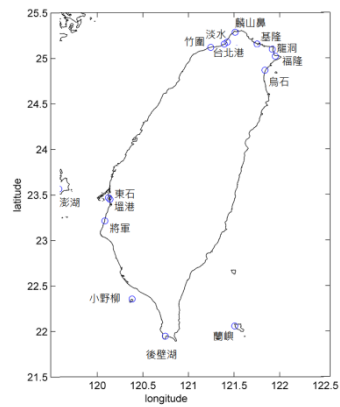 25.5
麟山鼻
淡水
基隆
竹圍
龍洞
台北港
25
福隆
烏石
24.5
24
latitude
23.5
東石
澎湖
塭港
23
將軍
22.5
小野柳
22
蘭嶼
後壁湖
21.5
120
120.5
121
121.5
122
122.5
longitude